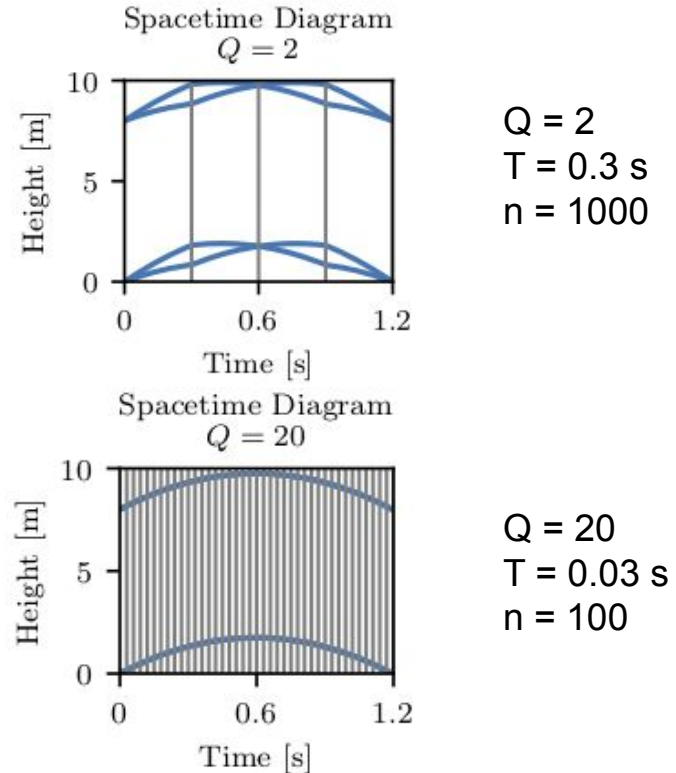 Spacetime Diagram
Q = 2
10
5
0
Height [m]
0 0.6 1.2
Time [s]
Q = 2
T = 0.3 s
n = 1000
Spacetime Diagram
Q = 20
10
5
0
Height [m]
0 0.6 1.2
Time [s]
Q = 20
T = 0.03 s
n = 100